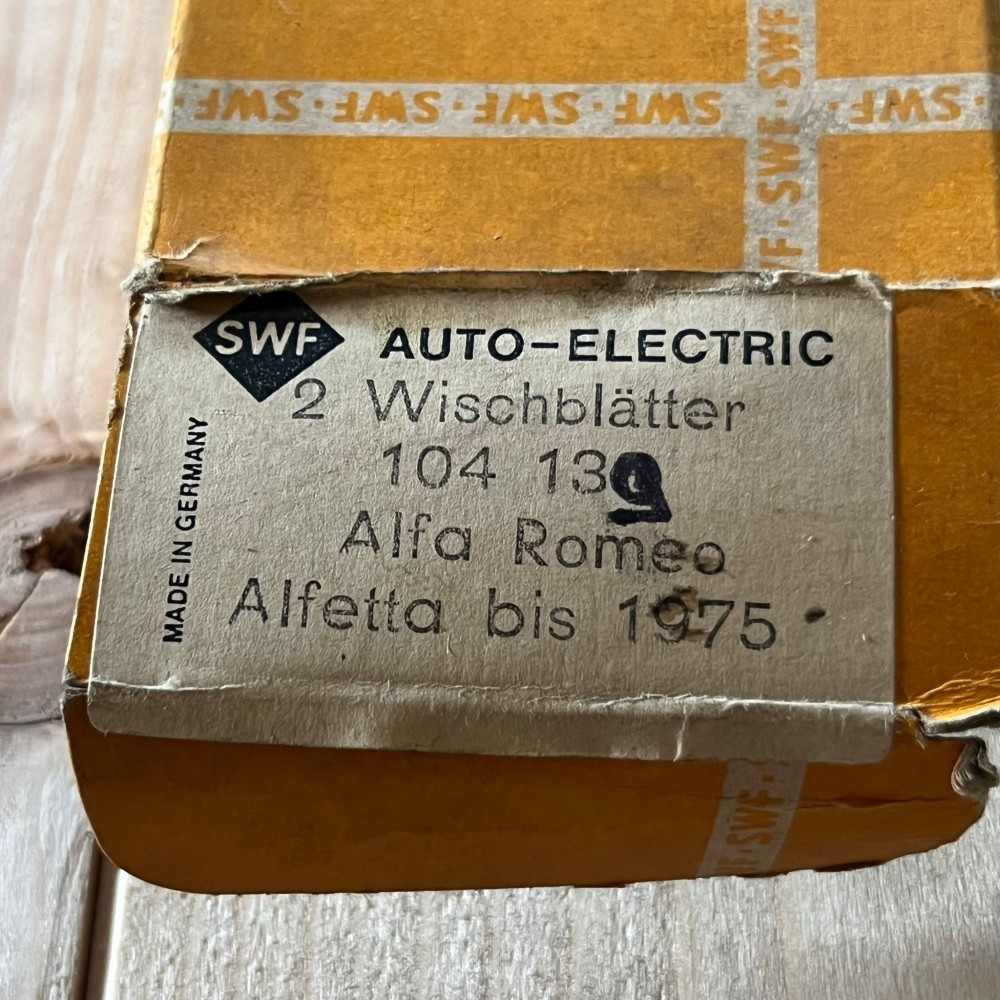 SWF · SWF · SWF · SWF · SWF ·
SWF · SWF · SWF
SWF AUTO-ELECTRIC
2 Wischblätter
104 139
Alfa Romeo
Alfetta bis 1975
MADE IN GERMANY
SWF · SWF